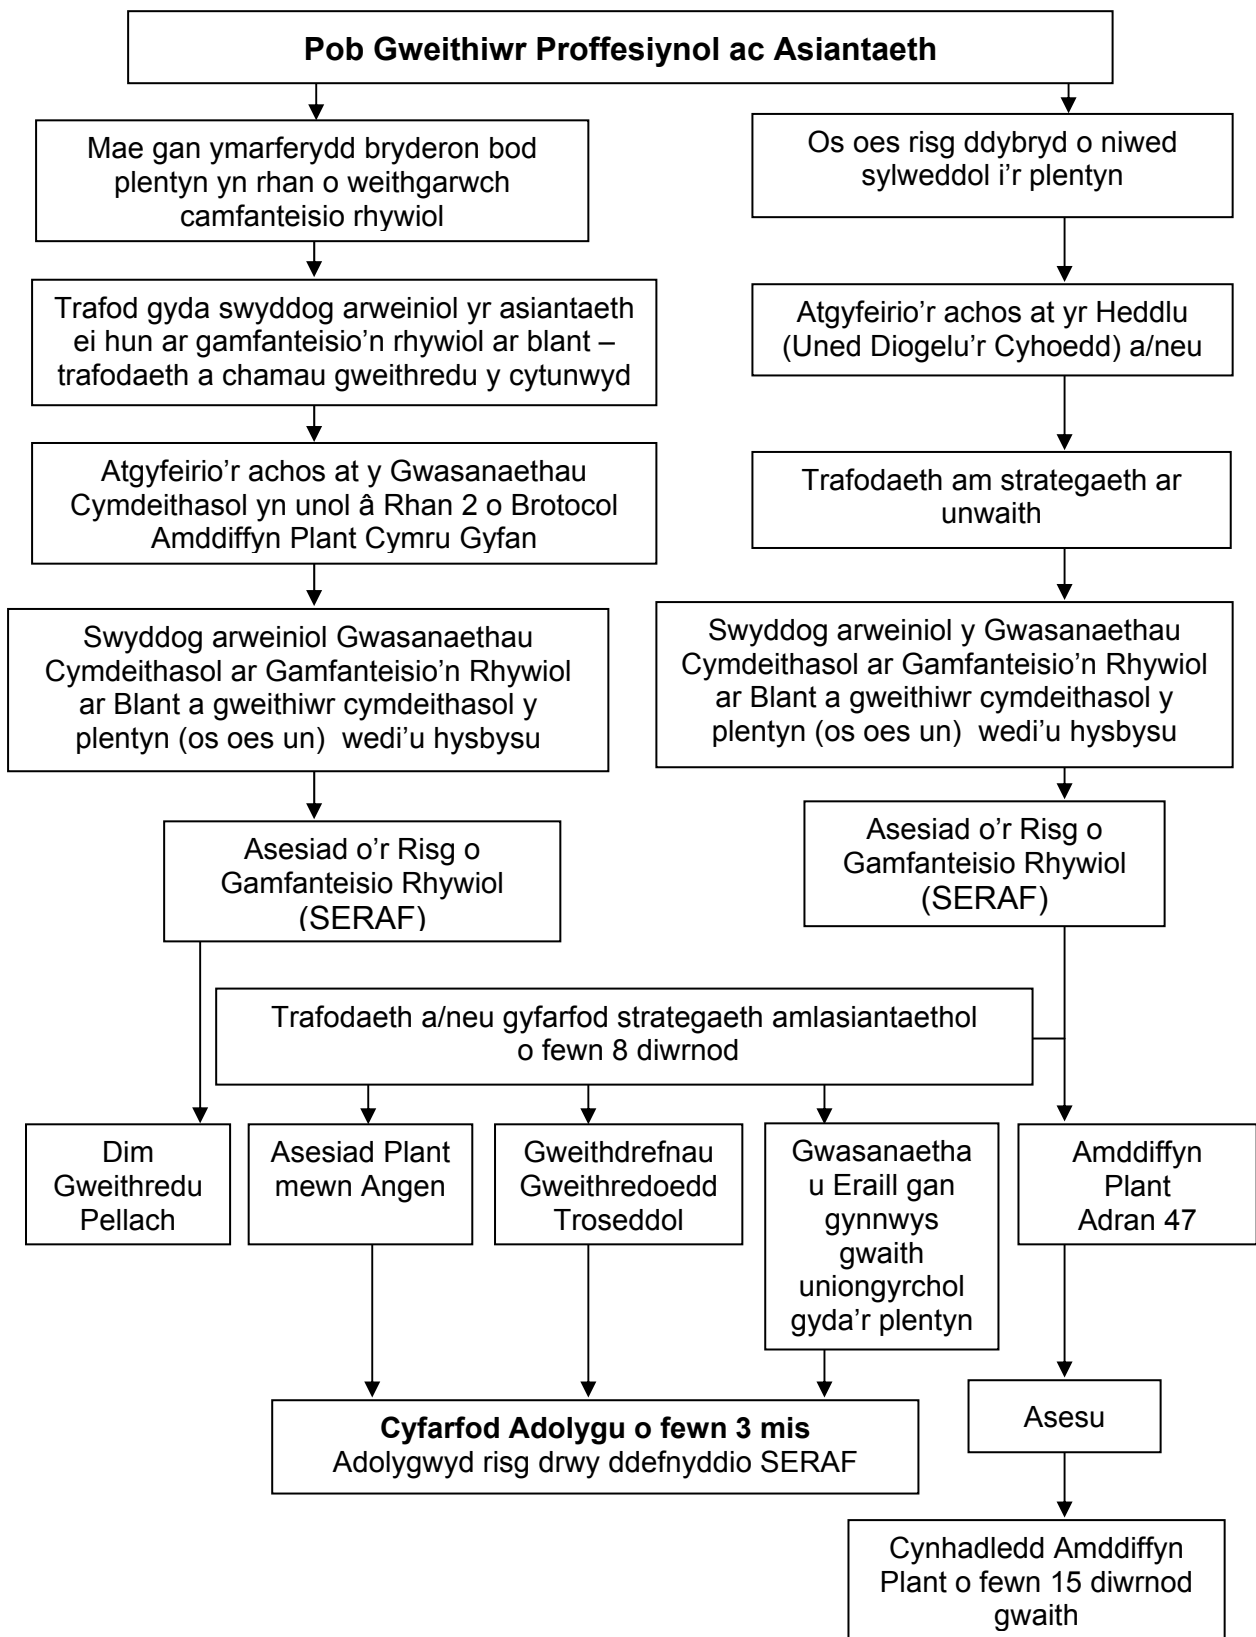 Pob Gweithiwr Proffesiynol ac Asiantaeth
Mae gan ymarferydd bryderon bod
plentyn yn rhan o weithgarwch
camfanteisio rhywiol
Os oes risg ddybryd o niwed
sylweddol i'r plentyn
Trafod gyda swyddog arweiniol yr asiantaeth
ei hun ar gamfanteisio'n rhywiol ar blant –
trafodaeth a chamau gweithredu y cytunwyd
Atgyfeirio'r achos at yr Heddlu
(Uned Diogelu'r Cyhoedd) a/neu
Atgyfeirio'r achos at y Gwasanaethau
Cymdeithasol yn unol â Rhan 2 o Brotocol
Amddiffyn Plant Cymru Gyfan
Trafodaeth am strategaeth ar
unwaith
Swyddog arweiniol Gwasanaethau
Cymdeithasol ar Gamfanteisio'n Rhywiol
ar Blant a gweithiwr cymdeithasol y
plentyn (os oes un) wedi'u hysbysu
Swyddog arweiniol y Gwasanaethau
Cymdeithasol ar Gamfanteisio'n Rhywiol
ar Blant a gweithiwr cymdeithasol y
plentyn (os oes un) wedi'u hysbysu
Asesiad o'r Risg o
Gamfanteisio Rhywiol
(SERAF)
Asesiad o'r Risg o
Gamfanteisio Rhywiol
(SERAF)
Trafodaeth a/neu gyfarfod strategaeth amlasiantaethol
o fewn 8 diwrnod
Dim
Gweithredu
Pellach
Asesiad Plant
mewn Angen
Gweithdrefnau
Gweithredoedd
Troseddol
Gwasanaetha
u Eraill gan
gynnwys
gwaith
uniongyrchol
gyda'r plentyn
Amddiffyn
Plant
Adran 47
Cyfarfod Adolygu o fewn 3 mis
Adolygwyd risg drwy ddefnyddio SERAF
Asesu
Cynhadledd Amddiffyn
Plant o fewn 15 diwrnod
gwaith